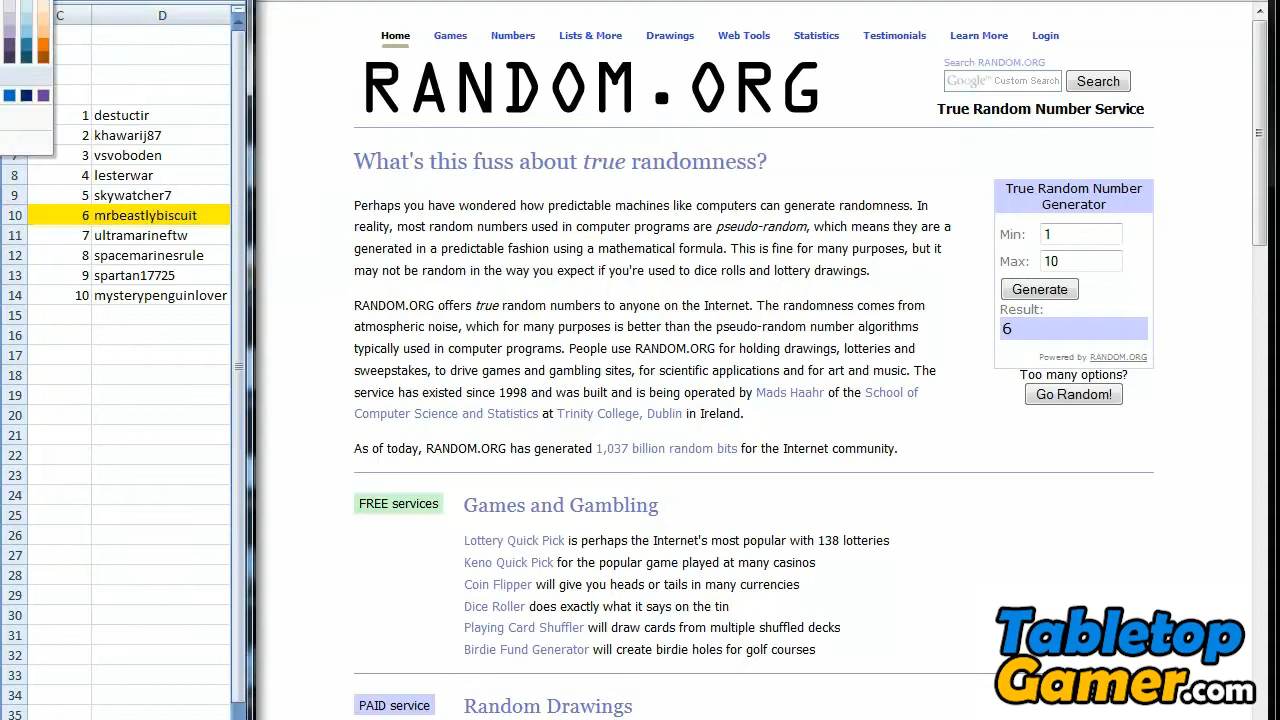 C D
1 destuctir
2 khawarij87
7 3 vsvoboden
8 4 lesterwar
9 5 skywatcher7
10 6 mrbeastlybiscuit
11 7 ultramarineftw
12 8 spacemarinesrule
13 9 spartan17725
14 10 mysterypenguinlover
15
16
17
18
19
20
21
22
23
24
25
26
27
28
29
30
31
32
33
34
35
Home Games Numbers Lists & More Drawings Web Tools Statistics Testimonials Learn More Login
RANDOM.ORG
Search RANDOM.ORG
Google™ Custom Search Search
True Random Number Service
What's this fuss about true randomness?
Perhaps you have wondered how predictable machines like computers can generate randomness. In
reality, most random numbers used in computer programs are pseudo-random, which means they are a
generated in a predictable fashion using a mathematical formula. This is fine for many purposes, but it
may not be random in the way you expect if you're used to dice rolls and lottery drawings.
RANDOM.ORG offers true random numbers to anyone on the Internet. The randomness comes from
atmospheric noise, which for many purposes is better than the pseudo-random number algorithms
typically used in computer programs. People use RANDOM.ORG for holding drawings, lotteries and
sweepstakes, to drive games and gambling sites, for scientific applications and for art and music. The
service has existed since 1998 and was built and is being operated by Mads Haahr of the School of
Computer Science and Statistics at Trinity College, Dublin in Ireland.
As of today, RANDOM.ORG has generated 1,037 billion random bits for the Internet community.
True Random Number
Generator
Min: 1
Max: 10
Generate
Result:
6
Powered by RANDOM.ORG
Too many options?
Go Random!
FREE services
Games and Gambling
Lottery Quick Pick is perhaps the Internet's most popular with 138 lotteries
Keno Quick Pick for the popular game played at many casinos
Coin Flipper will give you heads or tails in many currencies
Dice Roller does exactly what it says on the tin
Playing Card Shuffler will draw cards from multiple shuffled decks
Birdie Fund Generator will create birdie holes for golf courses
PAID service
Random Drawings
Tabletop
Gamer.com